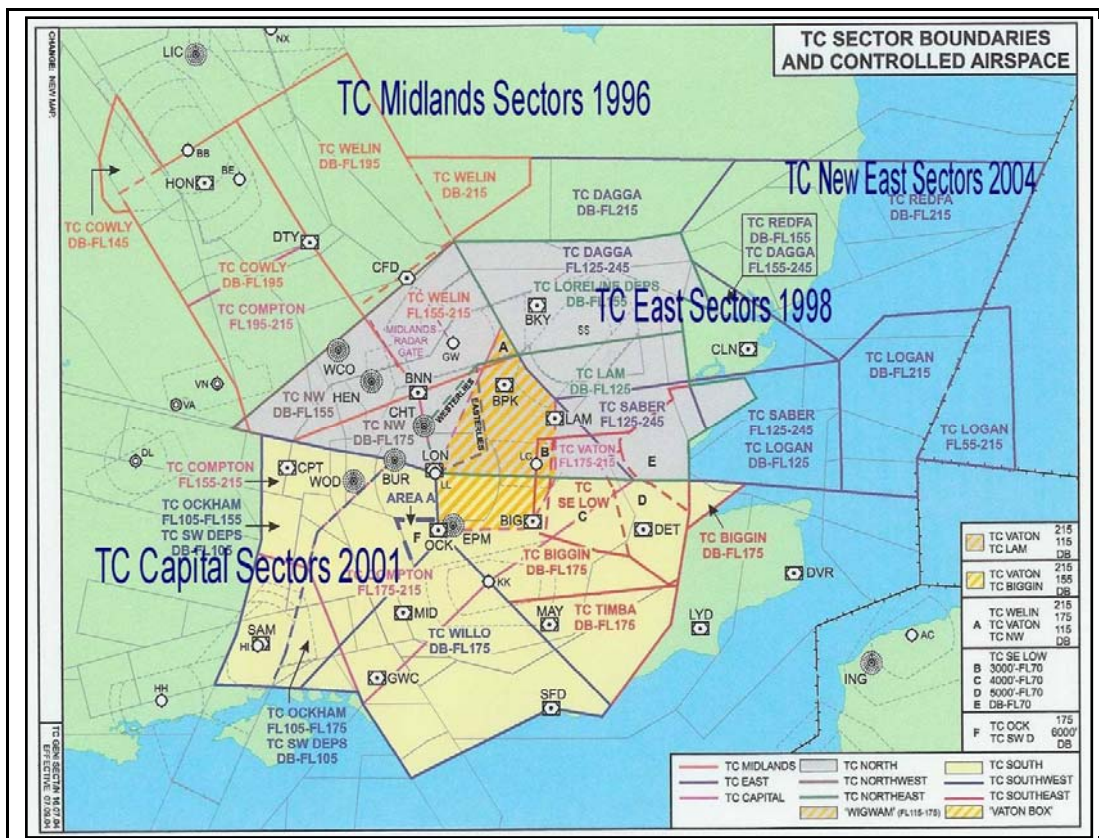 TC SECTOR BOUNDARIES
AND CONTROLLED AIRSPACE
CHANGE: NEW MAP.
LIC
NX
TC Midlands Sectors 1996
TC WELIN
DB-FL195
TC WELIN
DB-215
BB
HON
BE
TC COWLY
DB-FL145
TC DAGGA
DB-FL215
TC New East Sectors 2004
TC REDFA
DB-FL215
DTY
TC COWLY
DB-FL195
TC COMPTON
FL195-215
CFD
TC DAGGA
FL125-245
TC REDFA
DB-FL155
TC DAGGA
FL155-245
TC WELIN
FL155-215
TC LORELINE DEPS
DB-FL155
TC East Sectors 1998
MIDLANDS
RADAR
GATE
BKY
SS
GW
A
CLN
WCO
HEN
VN
VA
BNN
BPK
TC LAM
DB-FL125
TC LOGAN
DB-FL215
TC NW
DB-FL155
CHT
WESTERLIES
EASTERLIES
LAM
TC SABER
FL125-245
TC SABER
FL125-245
TC LOGAN
DB-FL125
TC LOGAN
FL55-215
TC NW
DB-FL175
DL
TC COMPTON
FL155-215
CPT
WOD
BUR
LON
LL
LC
B
TC VATON
FL175-215
E
TC OCKHAM
FL105-FL155
TC SW DEPS
DB-FL105
AREA A
TC
SE LOW
C
D
F
OCK
EPM
BIG
DET
TC BIGGIN
DB-FL175
TC Capital Sectors 2001
TC COMPTON
FL175-215
TC BIGGIN
DB-FL175
KK
DVR
MID
TC WILLO
DB-FL175
MAY
TC TIMBA
DB-FL175
LYD
AC
SAM
HI
ING
GWC
HH
SFD
TC OCKHAM
FL105-FL175
TC SW DEPS
DB-FL105
TC VATON 215
TC LAM 115
DB
TC VATON 215
TC BIGGIN 155
DB
TC WELIN 215
A TC VATON 175
TC NW 115
DB
TC SE LOW
B 3000'-FL70
C 4000'-FL70
D 5000'-FL70
E DB-FL70
F TC OCK 175
TC SW D 6000'
DB
TC MIDLANDS TC NORTH TC SOUTH
TC EAST TC NORTHWEST TC SOUTHWEST
TC CAPITAL TC NORTHEAST TC SOUTHEAST
'WIGWAM' (FL115-175) 'VATON BOX'